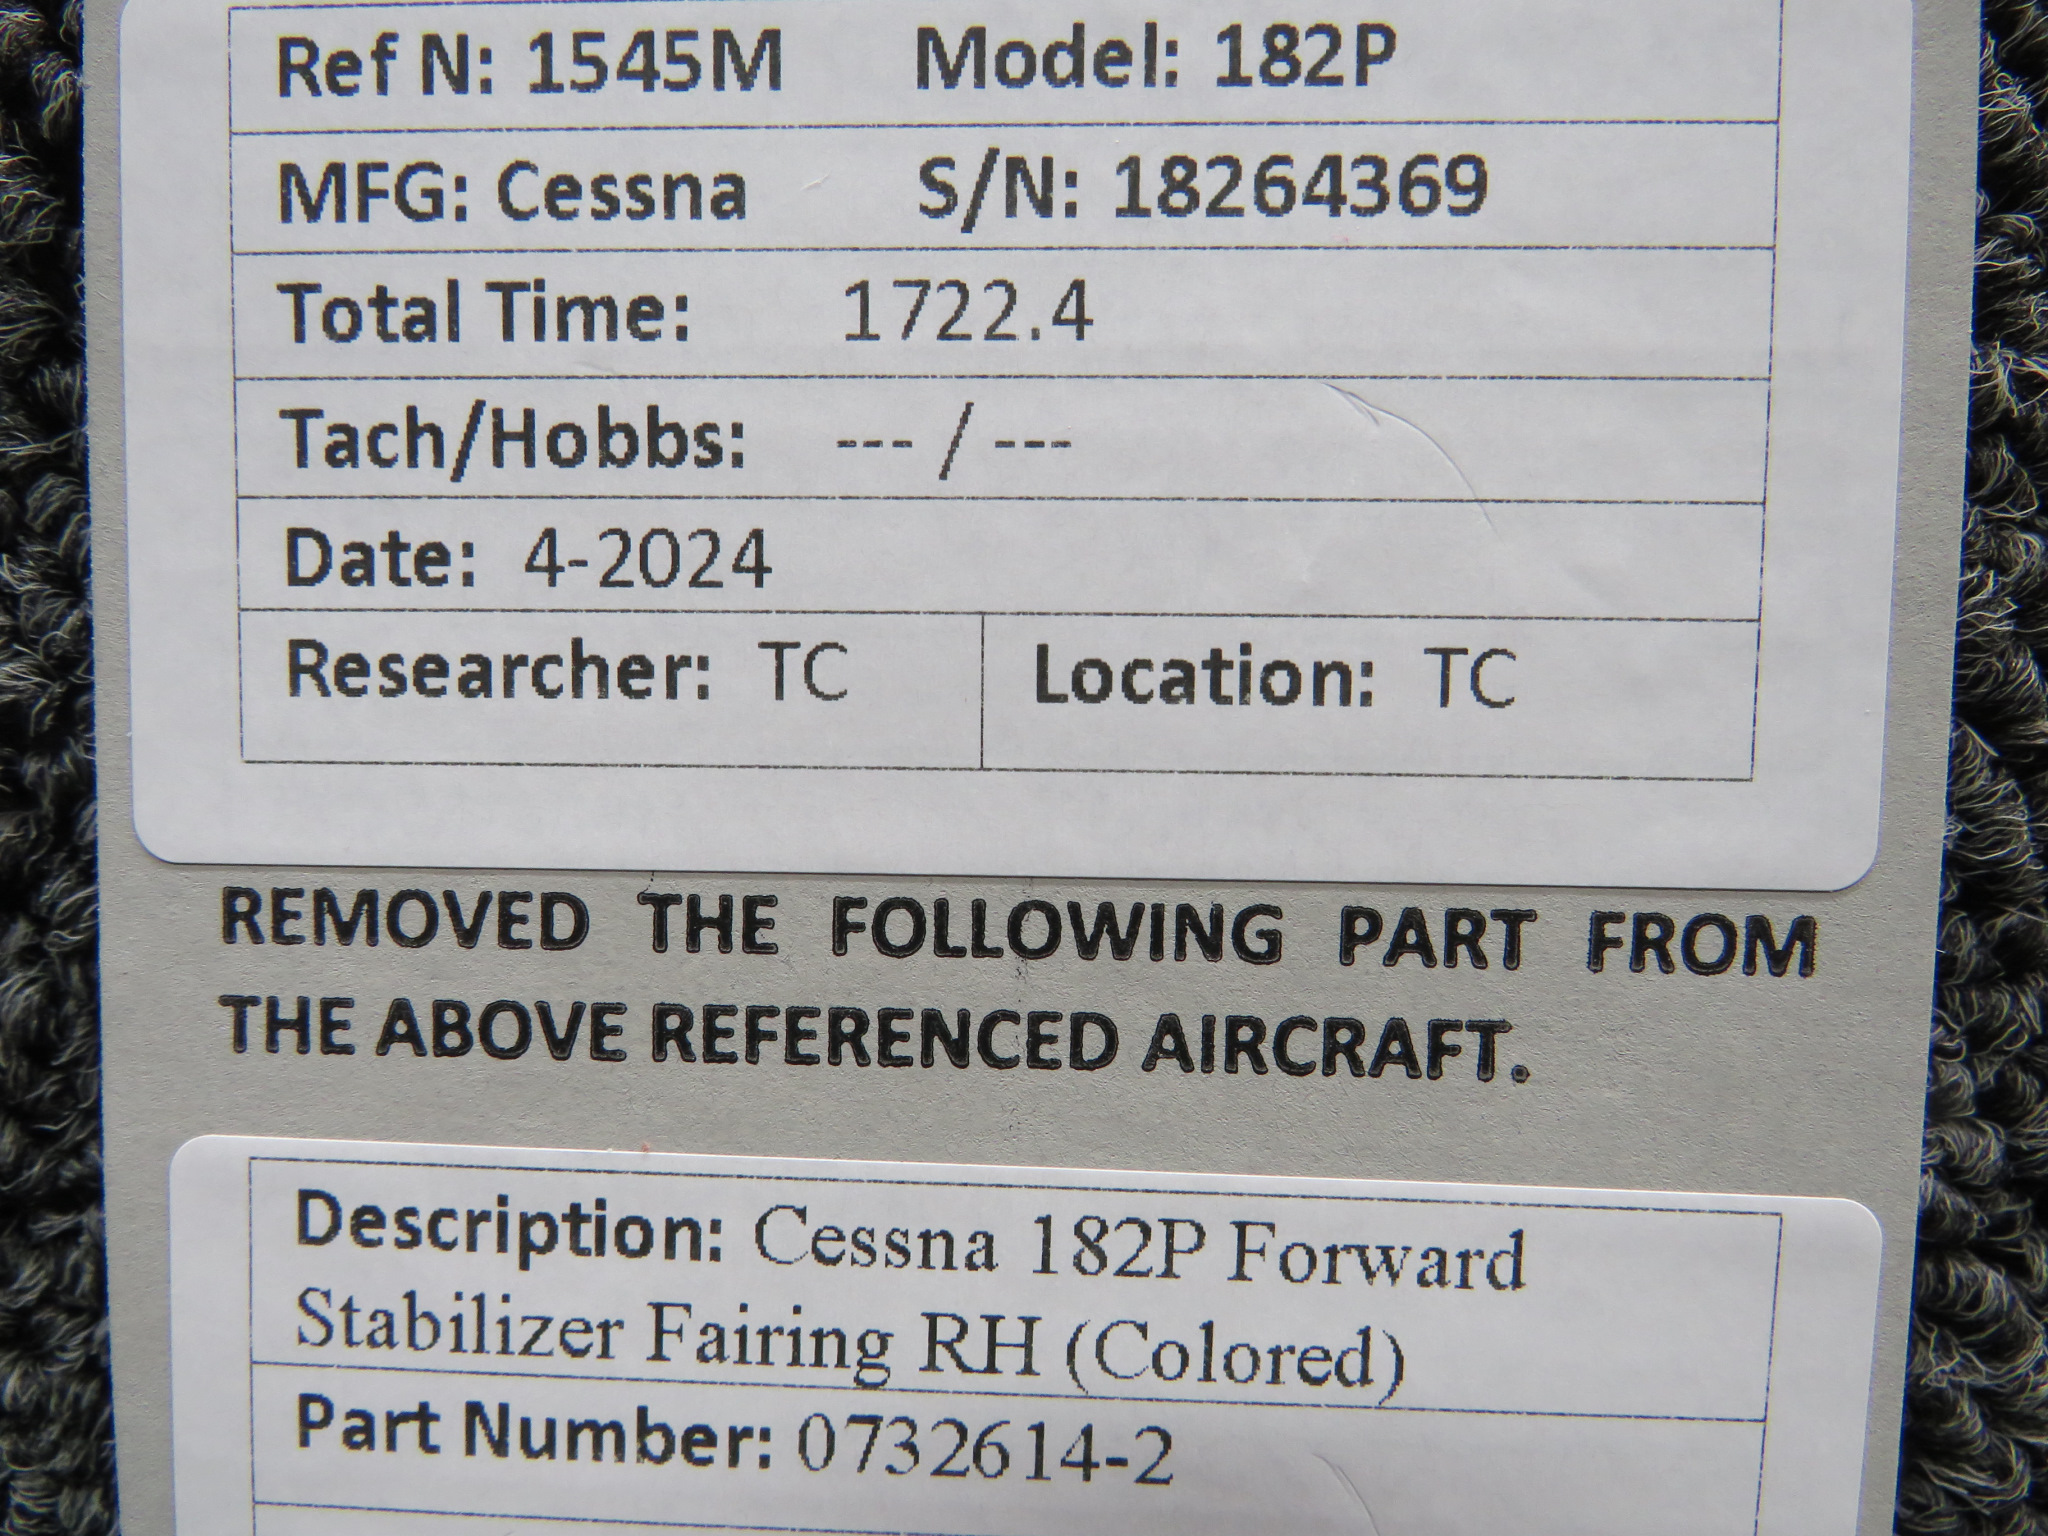 Ref N: 1545M Model: 182P
MFG: Cessna S/N: 18264369
Total Time: 1722.4
Tach/Hobbs: --- / ---
Date: 4-2024
Researcher: TC Location: TC
REMOVED THE FOLLOWING PART FROM
THE ABOVE REFERENCED AIRCRAFT.
Description: Cessna 182P Forward
Stabilizer Fairing RH (Colored)
Part Number: 0732614-2